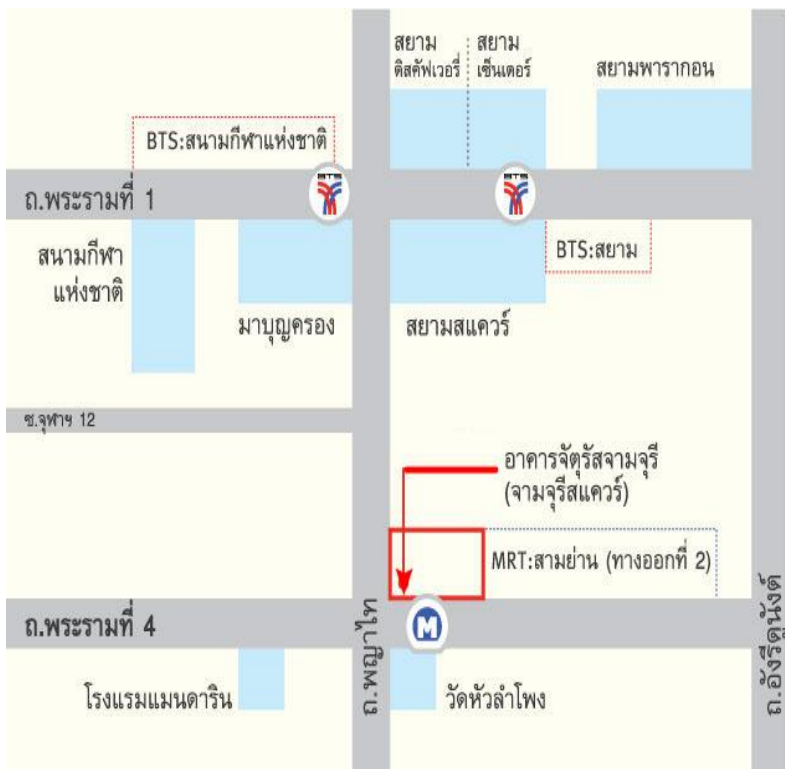 สยาม
ดิสคัฟเวอรี่
สยาม
เซ็นเตอร์
สยามพารากอน
BTS:สนามกีฬาแห่งชาติ
BTS
BTS
ถ.พระรามที่ 1
สนามกีฬา
แห่งชาติ
มาบุญครอง
สยามสแควร์
BTS:สยาม
ซ.จุฬาฯ 12
อาคารจัตุรัสจามจุรี
(จามจุรีสแควร์)
MRT:สามย่าน (ทางออกที่ 2)
ถ.พระรามที่ 4
M
ถ.พญาไท
ถ.อังรีดูนังต์
โรงแรมแมนดาริน
วัดหัวลำโพง